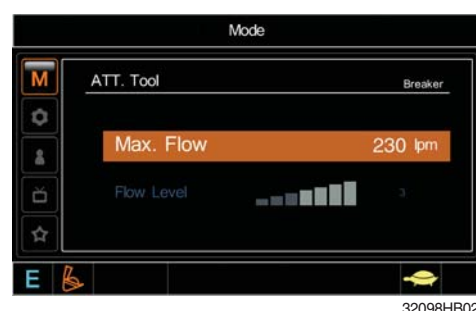 Mode
M
ATT. Tool Breaker
Max. Flow 230 lpm
Flow Level 3
E
32098HB02